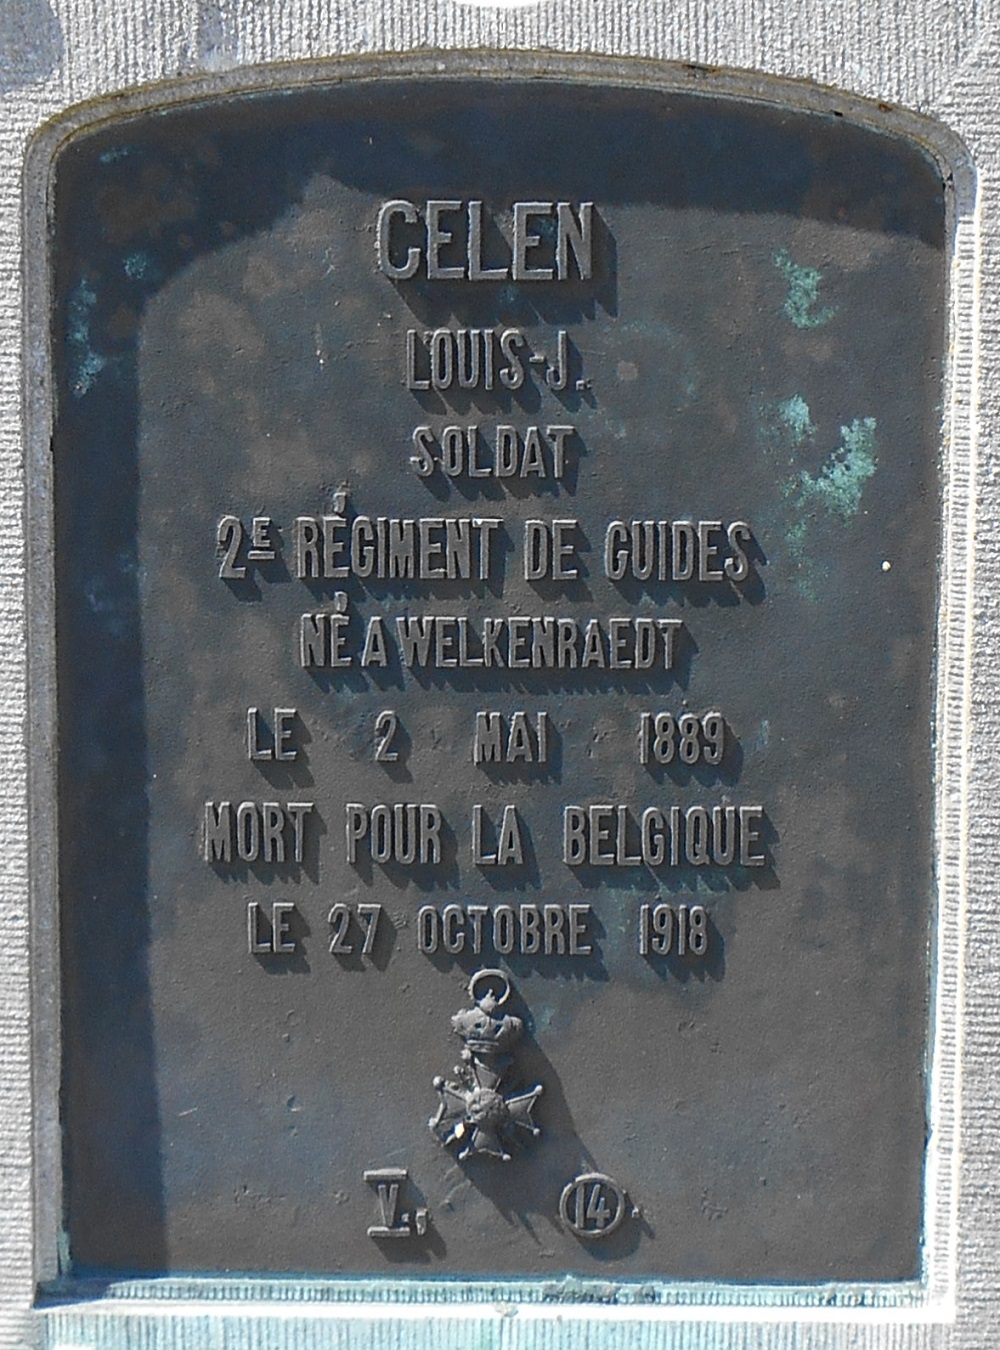 CELEN
LOUIS-J.
SOLDAT
2E RÉGIMENT DE GUIDES
NÉ A WELKENRAEDT
LE 2 MAI 1889
MORT POUR LA BELGIQUE
LE 27 OCTOBRE 1918
V. 14